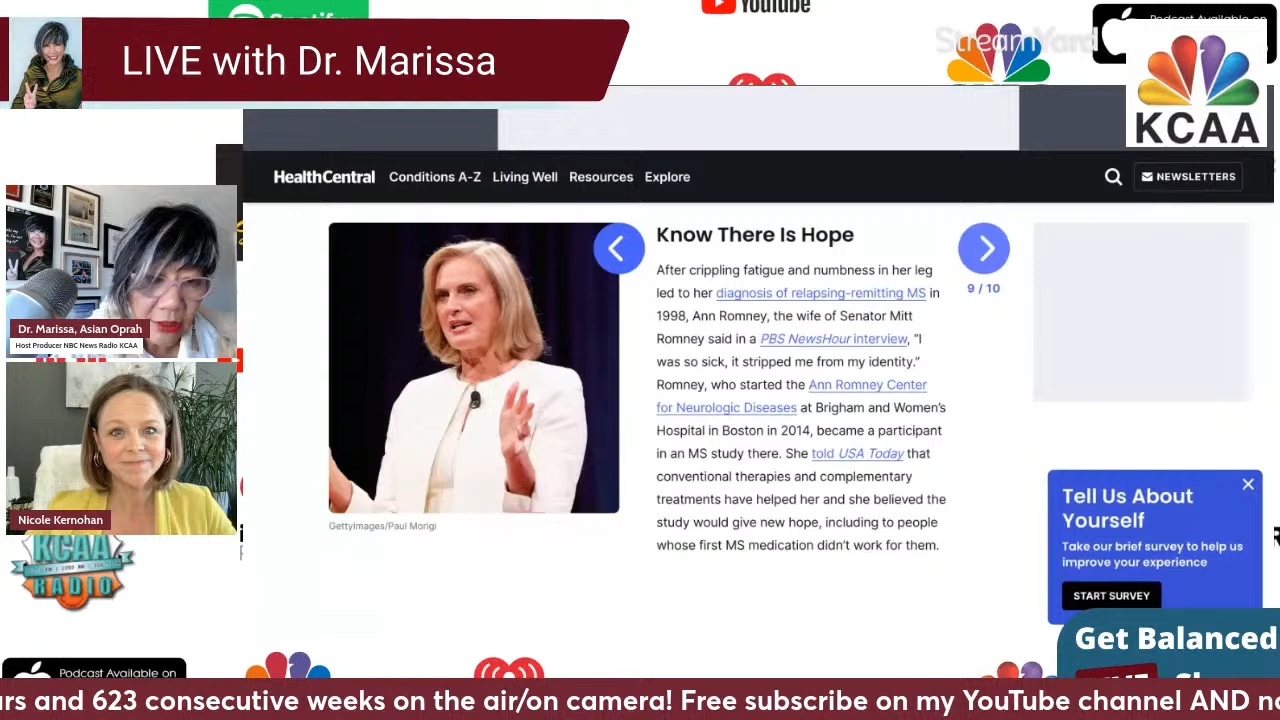 Spotify
YouTube
StreamYard
Podcast Available on
LIVE with Dr. Marissa
KCAA
HealthCentral Conditions A-Z Living Well Resources Explore
NEWSLETTERS
Know There Is Hope
After crippling fatigue and numbness in her leg
led to her diagnosis of relapsing-remitting MS in
1998, Ann Romney, the wife of Senator Mitt
Romney said in a PBS NewsHour interview, “I
was so sick, it stripped me from my identity.”
Romney, who started the Ann Romney Center
for Neurologic Diseases at Brigham and Women’s
Hospital in Boston in 2014, became a participant
in an MS study there. She told USA Today that
conventional therapies and complementary
treatments have helped her and she believed the
study would give new hope, including to people
whose first MS medication didn’t work for them.
9 / 10
GettyImages/Paul Morigi
Dr. Marissa, Asian Oprah
Host Producer NBC News Radio KCAA
Nicole Kernohan
KCAA
RADIO
Tell Us About
Yourself
Take our brief survey to help us
improve your experience
START SURVEY
Get Balanced
Podcast Available on
ars and 623 consecutive weeks on the air/on camera! Free subscribe on my YouTube channel AND no